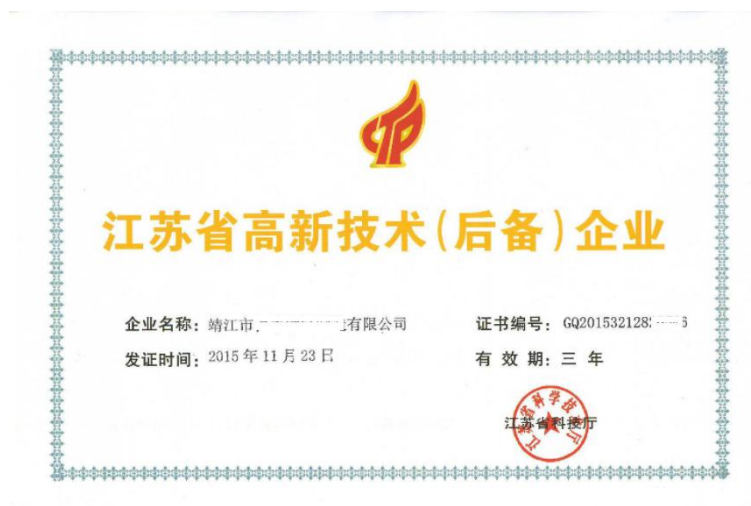 CTP
江苏省高新技术(后备)企业
企业名称: 靖江市 有限公司
证书编号: GQ201532128 6
发证时间: 2015年11月23日
有 效 期: 三 年
江苏省科学技术厅
江苏省科技厅